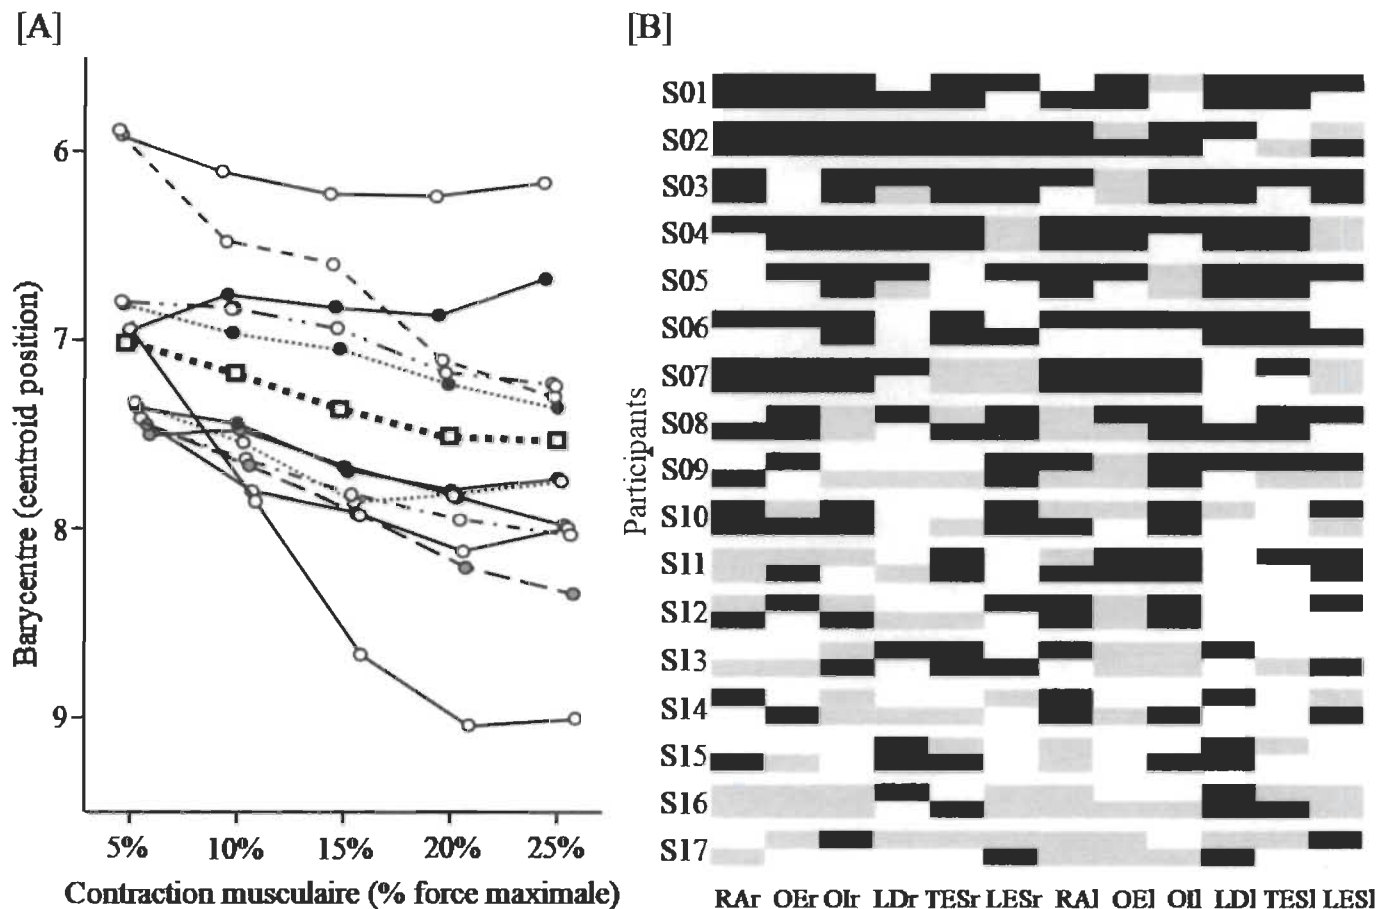 [A]
[B]
Barycentre (centroid position)
6
7
8
9
5%
10%
15%
20%
25%
Contraction musculaire (% force maximale)
Participants
S01
S02
S03
S04
S05
S06
S07
S08
S09
S10
S11
S12
S13
S14
S15
S16
S17
RAr OEr OIr LDr TESr LESr RAl OEl OIl LDl TESl LESl